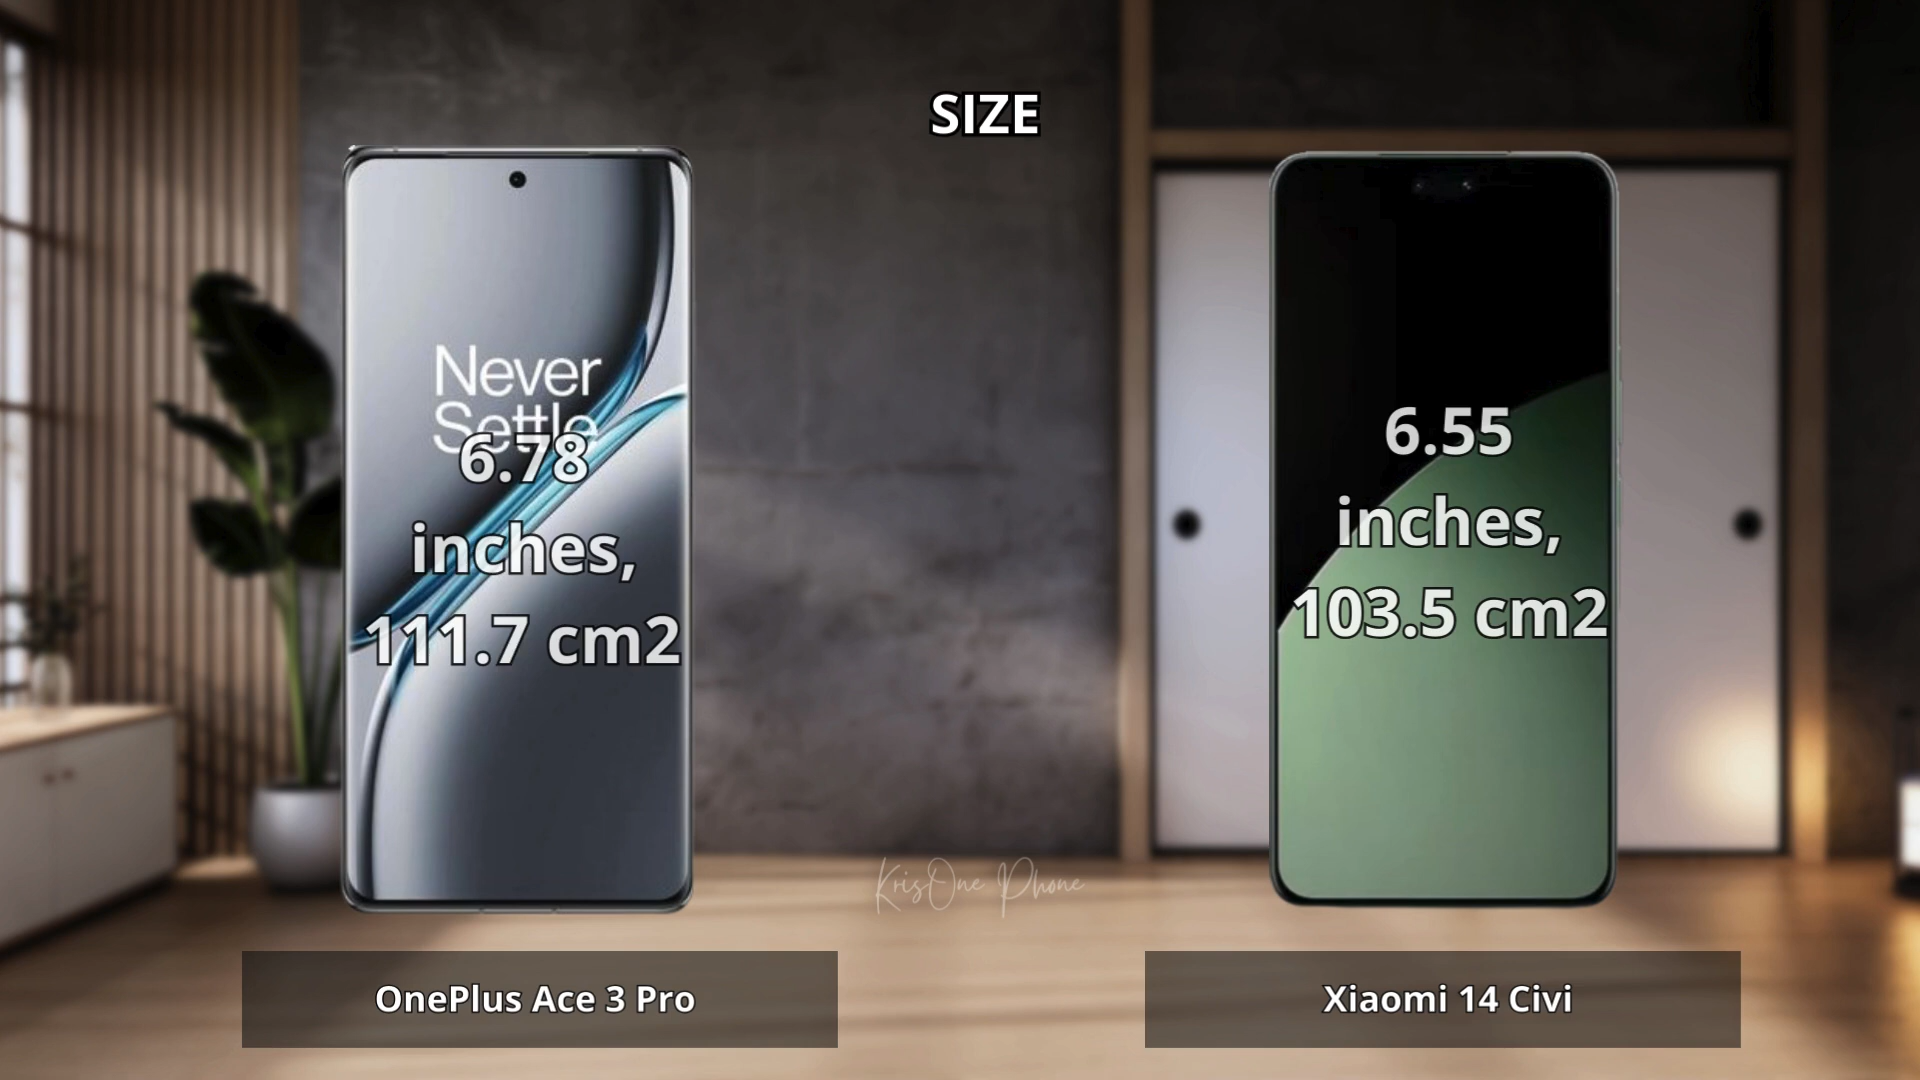 SIZE
Never
Settle
6.78
inches,
111.7 cm2
6.55
inches,
103.5 cm2
KrisOne Phone
OnePlus Ace 3 Pro
Xiaomi 14 Civi